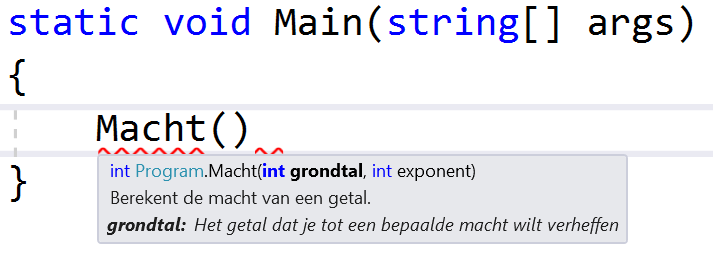 static void Main(string[] args)
{
Macht()
int Program.Macht(int grondtal, int exponent)
Berekent de macht van een getal.
grondtal: Het getal dat je tot een bepaalde macht wilt verheffen
}